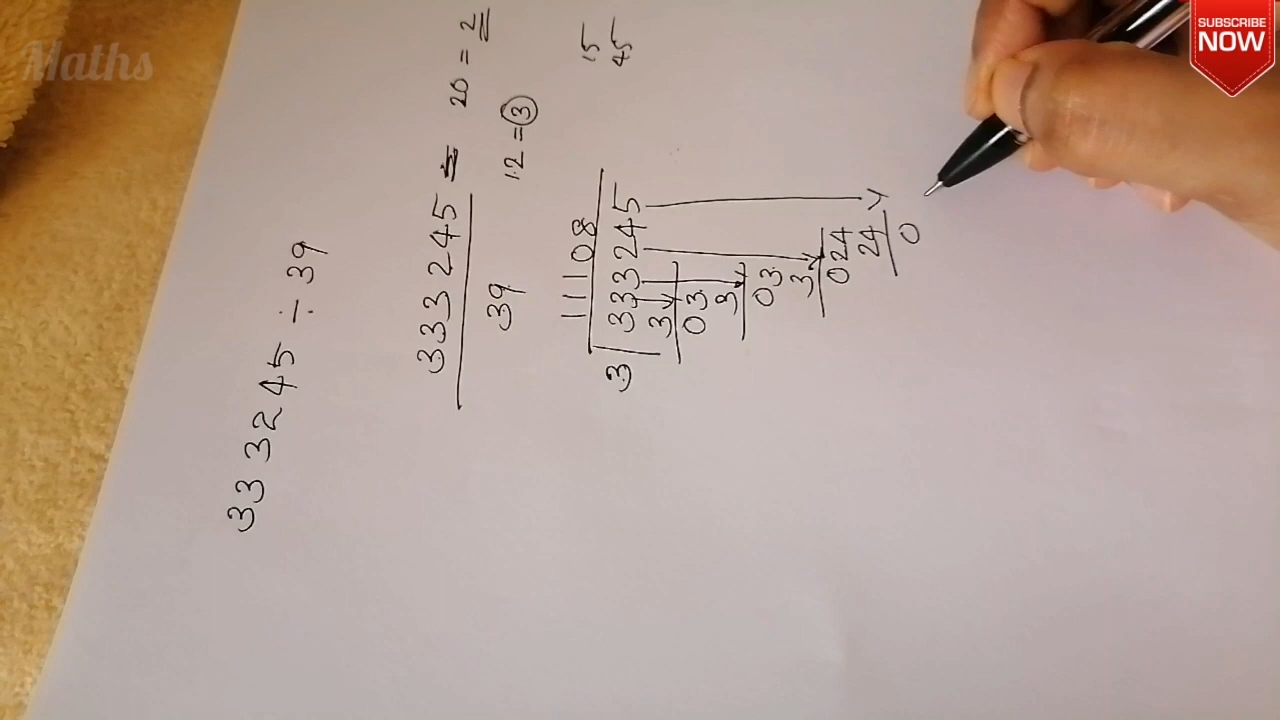 Maths
SUBSCRIBE
NOW
333245 ÷ 39
333245 =
39
20 = 2
12 = 3
15
45
11108
3 333245
3
03
3
03
3
024
24
0